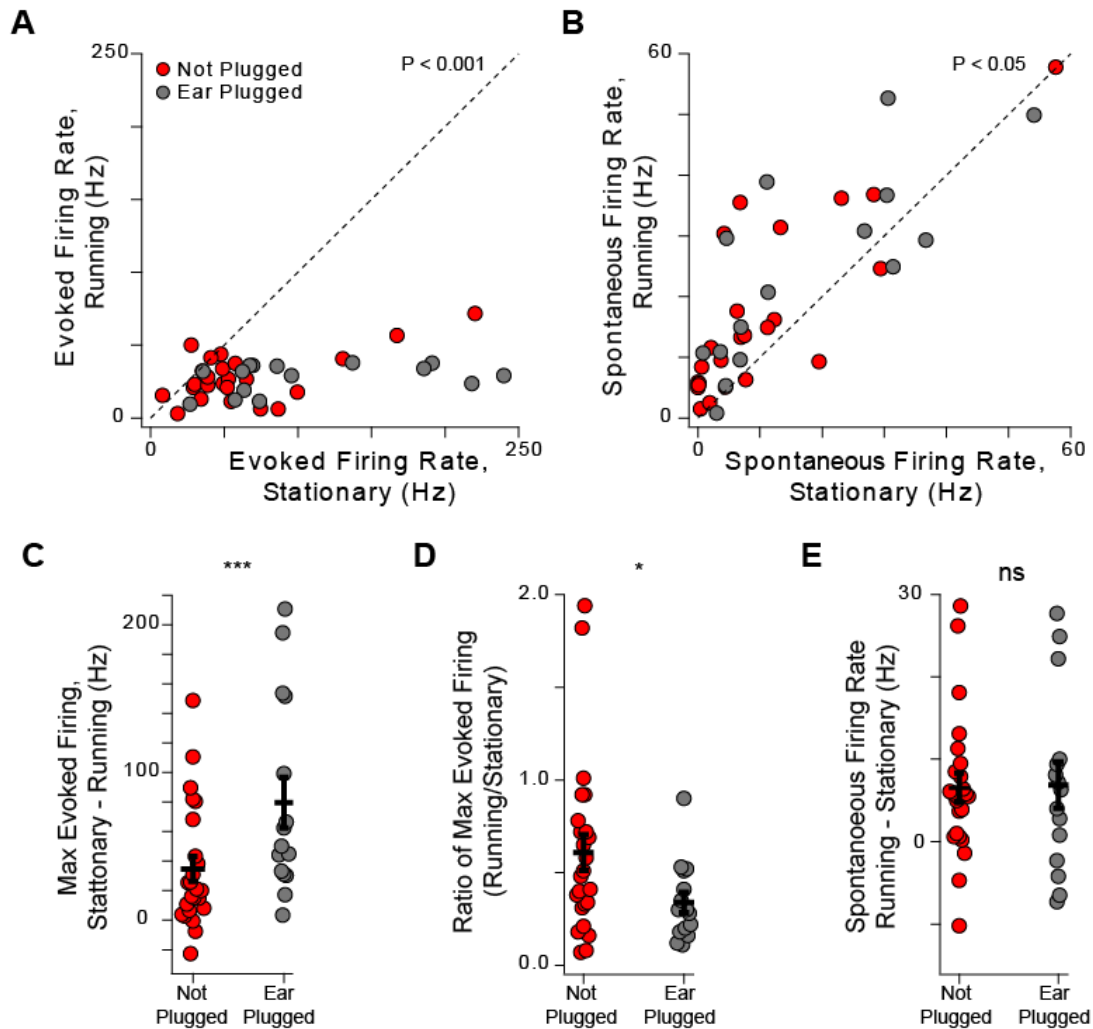 A
Evoked Firing Rate,
Running (Hz)
250
0
P < 0.001
Not Plugged
Ear Plugged
0
250
Evoked Firing Rate,
Stationary (Hz)
B
Spontaneous Firing Rate,
Running (Hz)
60
0
P < 0.05
0
60
Spontaneous Firing Rate,
Stationary (Hz)
C
***
Max Evoked Firing,
Stattonary - Running (Hz)
200
100
0
Not
Plugged
Ear
Plugged
D
*
Ratio of Max Evoked Firing
(Running/Stationary)
2.0
1.0
0.0
Not
Plugged
Ear
Plugged
E
ns
Spontanoeous Firing Rate
Running - Stationary (Hz)
30
0
Not
Plugged
Ear
Plugged